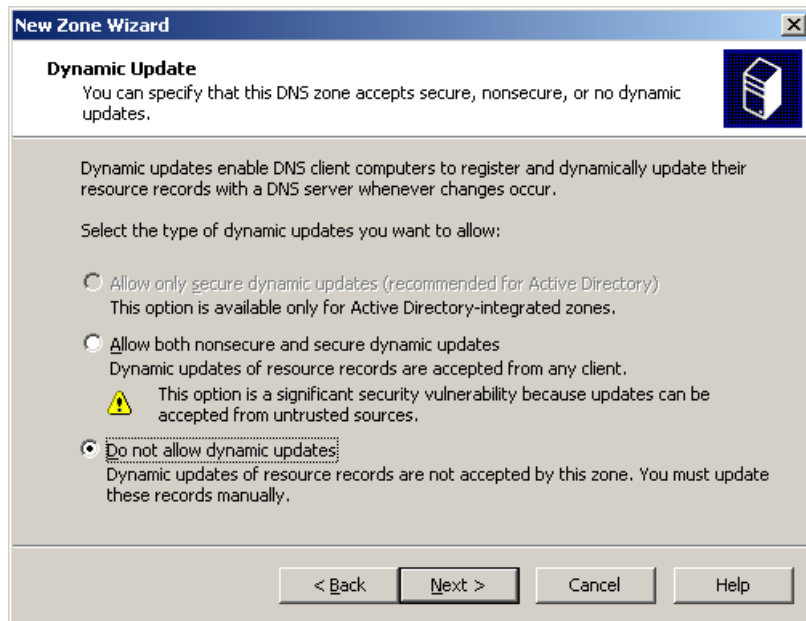 New Zone Wizard
Dynamic Update
You can specify that this DNS zone accepts secure, nonsecure, or no dynamic
updates.
Dynamic updates enable DNS client computers to register and dynamically update their
resource records with a DNS server whenever changes occur.
Select the type of dynamic updates you want to allow:
Allow only secure dynamic updates (recommended for Active Directory)
This option is available only for Active Directory-integrated zones.
Allow both nonsecure and secure dynamic updates
Dynamic updates of resource records are accepted from any client.
This option is a significant security vulnerability because updates can be
accepted from untrusted sources.
Do not allow dynamic updates
Dynamic updates of resource records are not accepted by this zone. You must update
these records manually.
< Back Next > Cancel Help